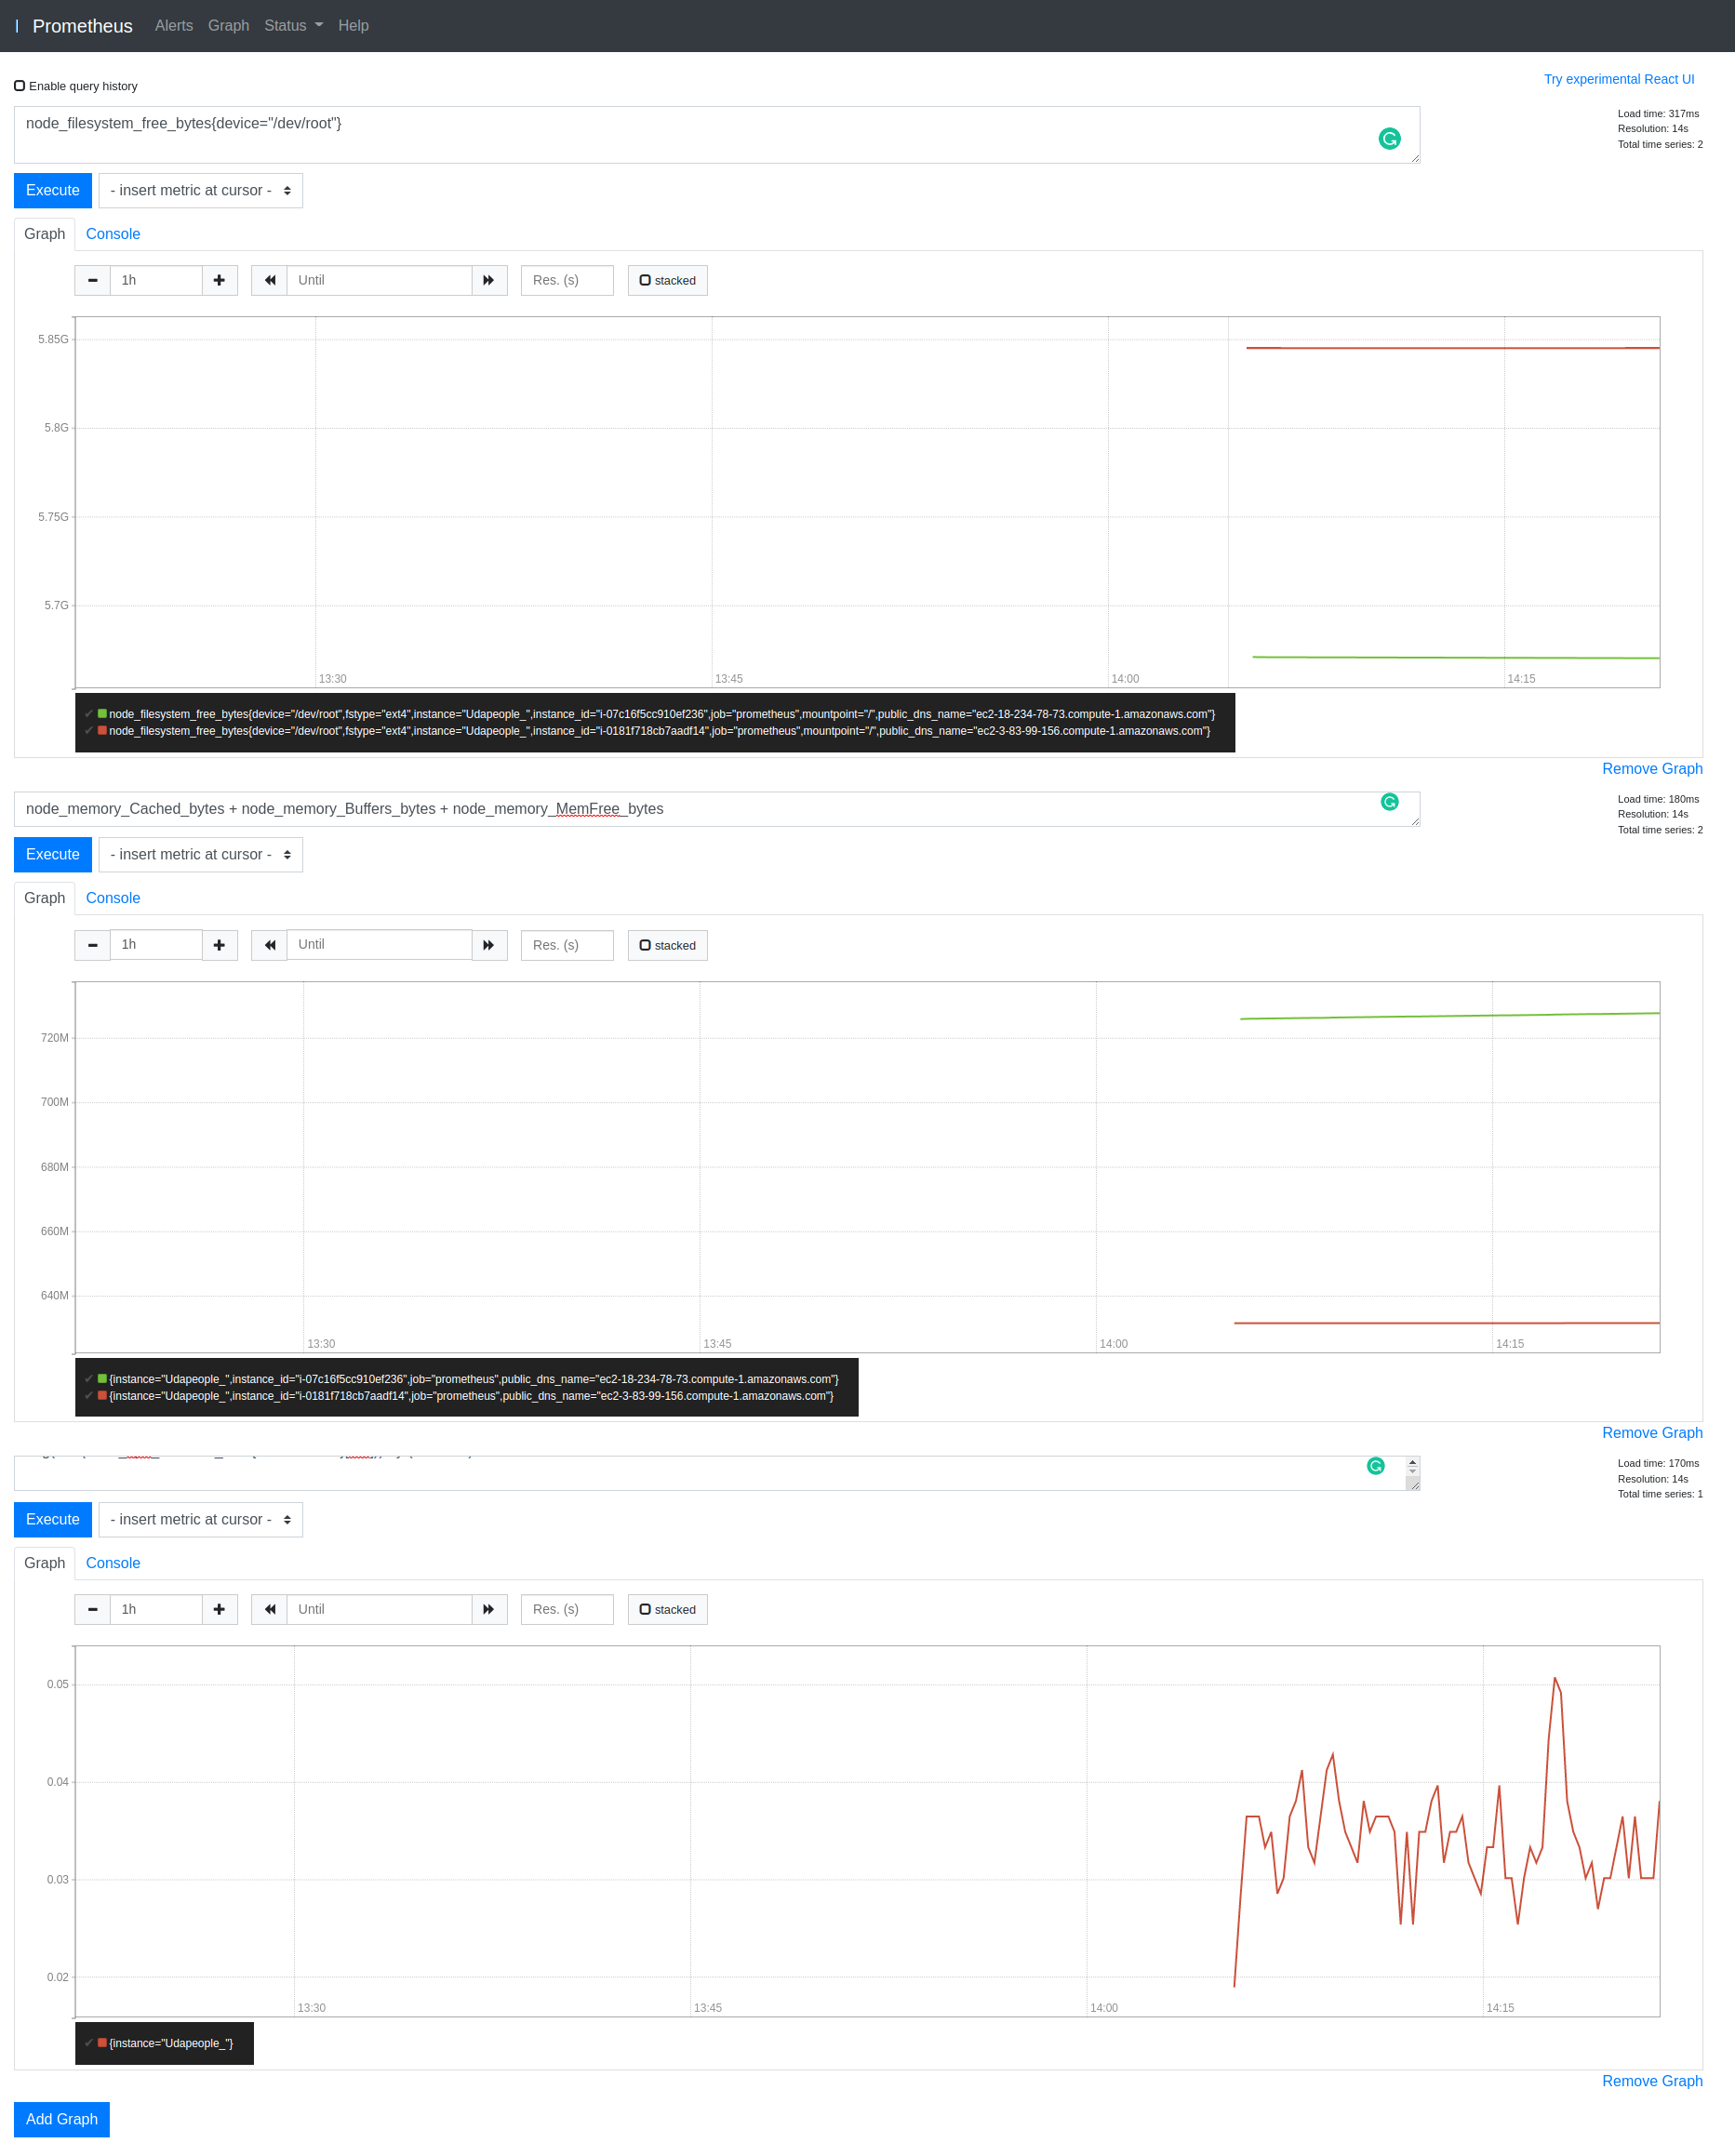 Prometheus Alerts Graph Status Help
Enable query history
Try experimental React UI
node_filesystem_free_bytes{device="/dev/root"}
Load time: 317ms
Resolution: 14s
Total time series: 2
Execute - insert metric at cursor -
Graph Console
1h Until Res. (s) stacked
5.85G
5.8G
5.75G
5.7G
13:30 13:45 14:00 14:15
node_filesystem_free_bytes{device="/dev/root",fstype="ext4",instance="Udapeople_",instance_id="i-07c16f5cc910ef236",job="prometheus",mountpoint="/",public_dns_name="ec2-18-234-78-73.compute-1.amazonaws.com"}
node_filesystem_free_bytes{device="/dev/root",fstype="ext4",instance="Udapeople_",instance_id="i-0181f718cb7aadf14",job="prometheus",mountpoint="/",public_dns_name="ec2-3-83-99-156.compute-1.amazonaws.com"}
Remove Graph
node_memory_Cached_bytes + node_memory_Buffers_bytes + node_memory_MemFree_bytes
Load time: 180ms
Resolution: 14s
Total time series: 2
Execute - insert metric at cursor -
Graph Console
1h Until Res. (s) stacked
720M
700M
680M
660M
640M
13:30 13:45 14:00 14:15
{instance="Udapeople_",instance_id="i-07c16f5cc910ef236",job="prometheus",public_dns_name="ec2-18-234-78-73.compute-1.amazonaws.com"}
{instance="Udapeople_",instance_id="i-0181f718cb7aadf14",job="prometheus",public_dns_name="ec2-3-83-99-156.compute-1.amazonaws.com"}
Remove Graph
Load time: 170ms
Resolution: 14s
Total time series: 1
Execute - insert metric at cursor -
Graph Console
1h Until Res. (s) stacked
0.05
0.04
0.03
0.02
13:30 13:45 14:00 14:15
{instance="Udapeople_"}
Remove Graph
Add Graph